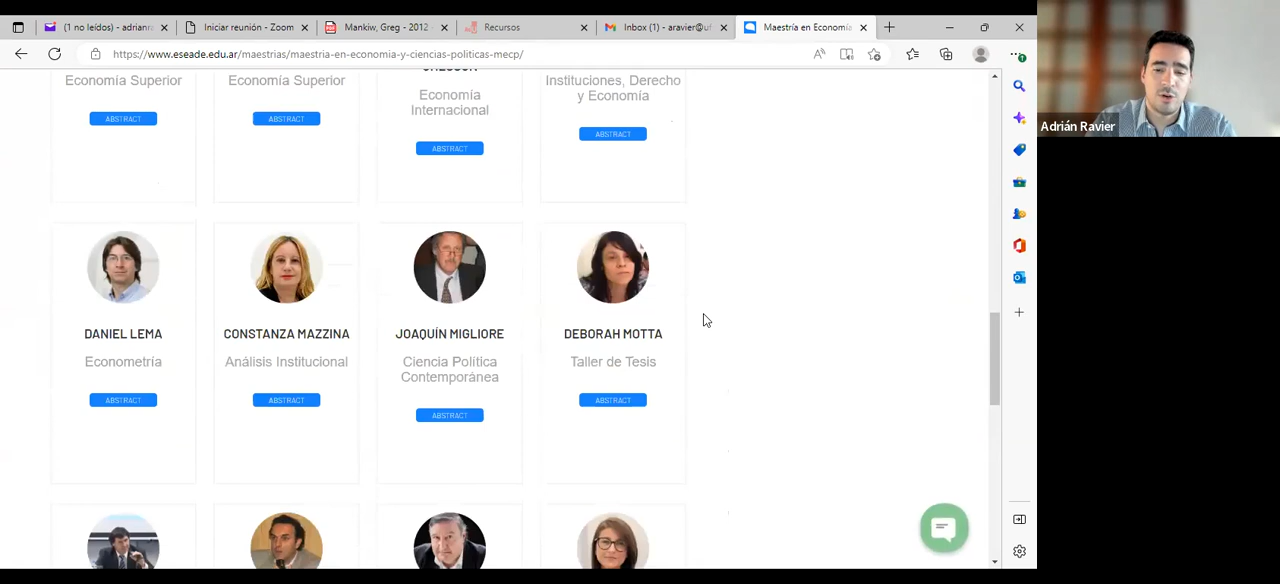 (1 no leídos) - adrianra
Iniciar reunión - Zoom
Mankiw, Greg - 2012 -
Recursos
Inbox (1) - aravier@uf
Maestría en Economía
https://www.eseade.edu.ar/maestrias/maestria-en-economia-y-ciencias-politicas-mecp/
Adrián Ravier
Economía Superior
Economía Superior
Economía
Internacional
Instituciones, Derecho
y Economía
ABSTRACT
ABSTRACT
ABSTRACT
ABSTRACT
DANIEL LEMA
CONSTANZA MAZZINA
JOAQUÍN MIGLIORE
DEBORAH MOTTA
Econometría
Análisis Institucional
Ciencia Política
Contemporánea
Taller de Tesis
ABSTRACT
ABSTRACT
ABSTRACT
ABSTRACT